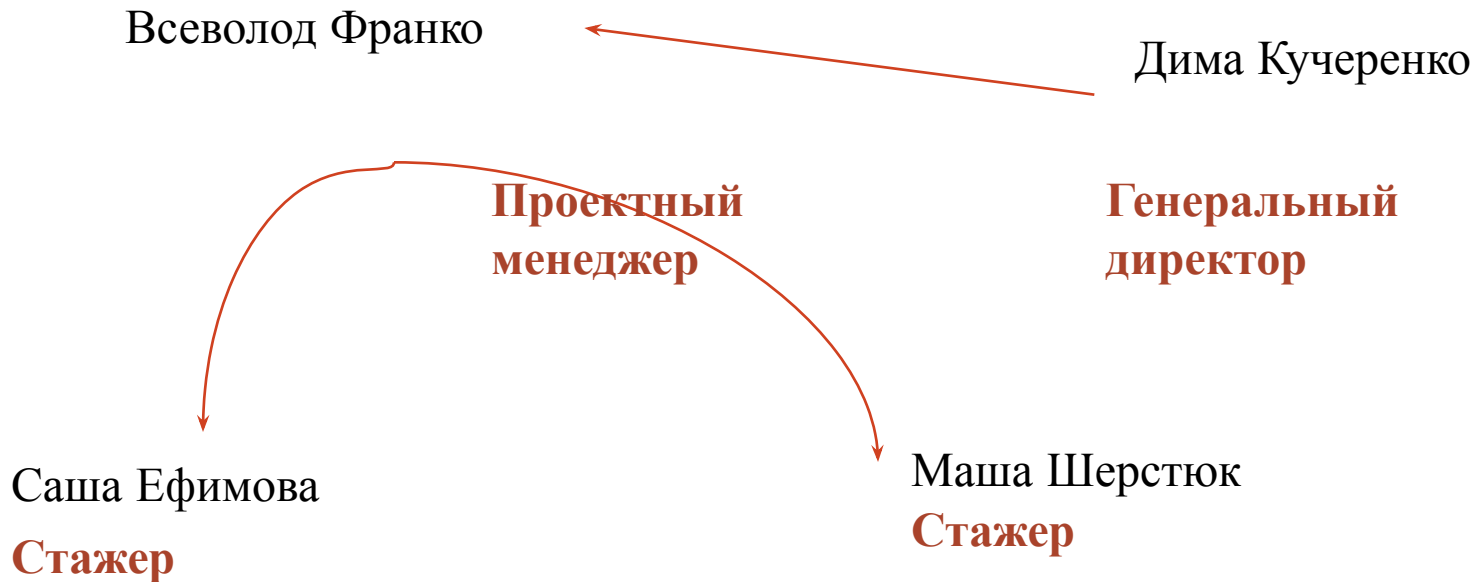 Всеволод Франко
Дима Кучеренко
Проектный
менеджер
Генеральный
директор
Саша Ефимова
Стажер
Маша Шерстюк
Стажер